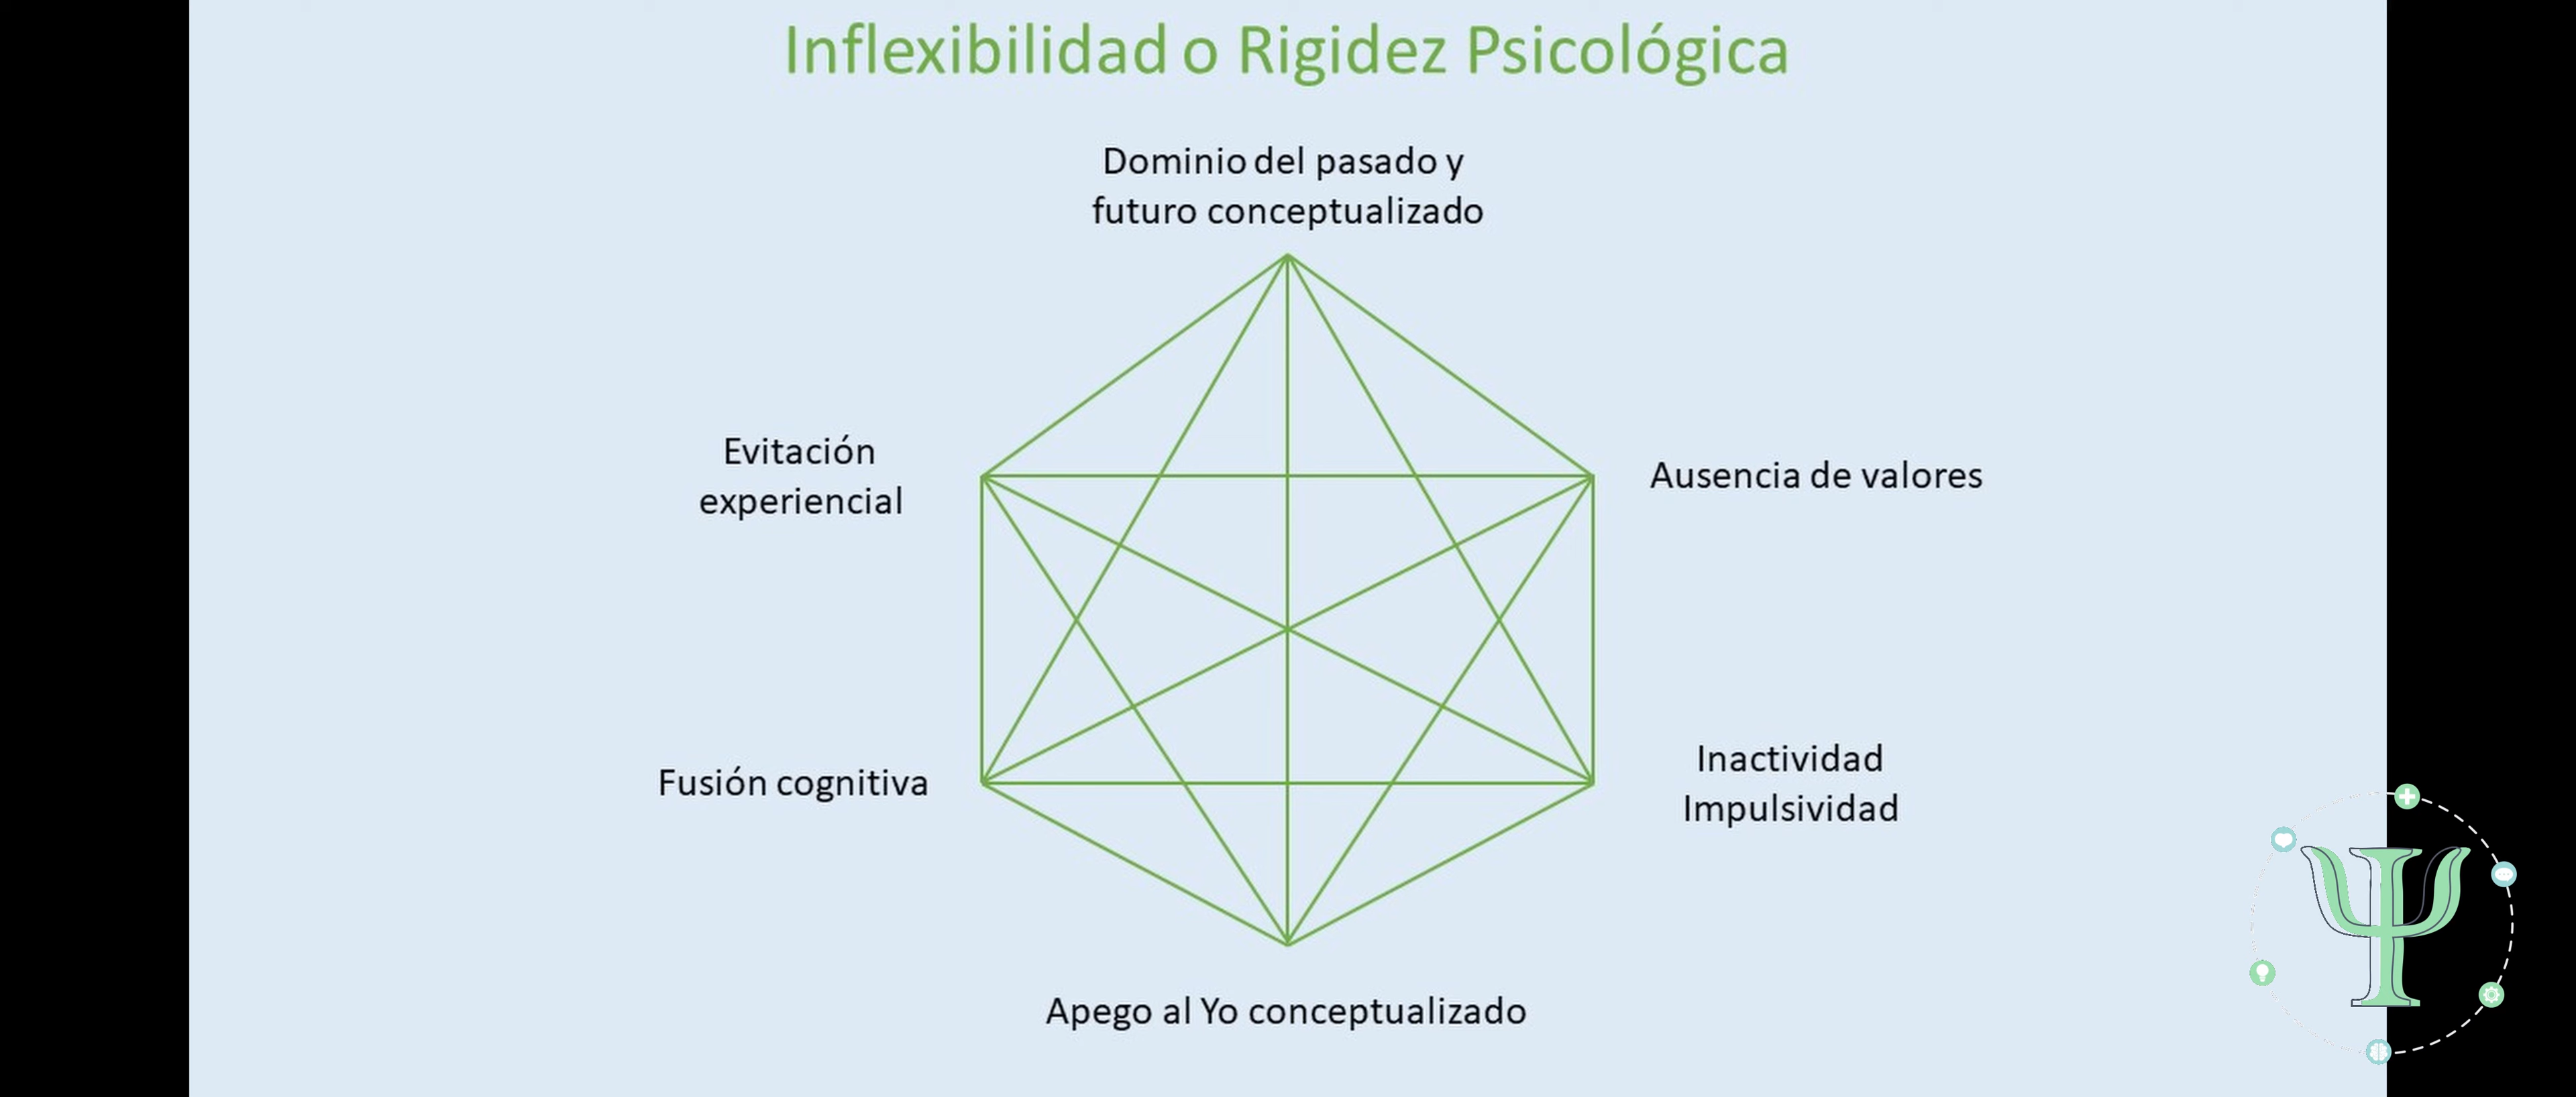 Inflexibilidad o Rigidez Psicológica
Dominio del pasado y
futuro conceptualizado
Evitación
experiencial
Ausencia de valores
Fusión cognitiva
Inactividad
Impulsividad
Apego al Yo conceptualizado